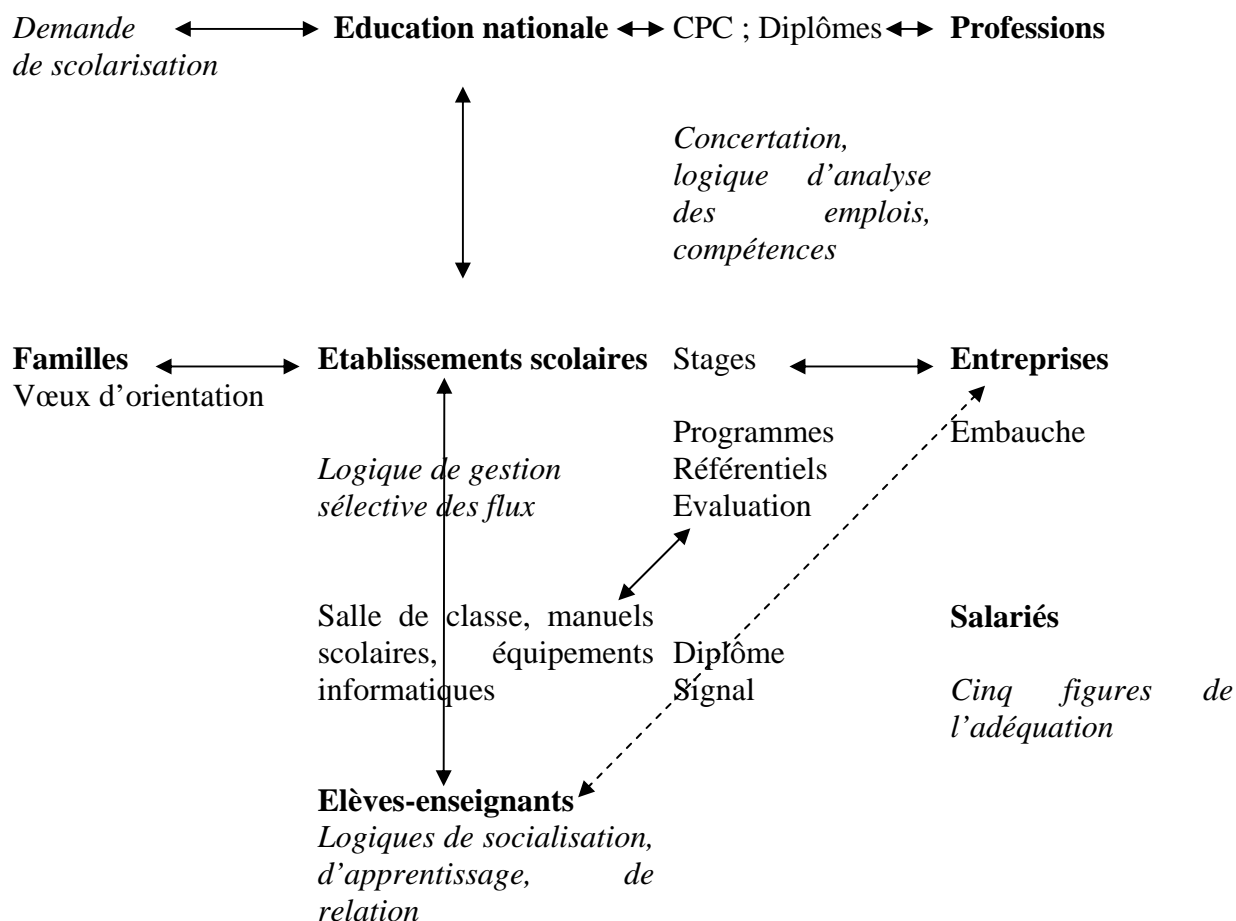 Demande Education nationale CPC ; Diplômes Professions
de scolarisation
Concertation,
logique d'analyse
des emplois,
compétences
Familles Etablissements scolaires Stages Entreprises
Vœux d'orientation
Programmes Embauche
Logique de gestion Référentiels
sélective des flux Evaluation
Salle de classe, manuels Salariés
scolaires, équipements Diplôme
informatiques Signal Cinq figures de
l'adéquation
Elèves-enseignants
Logiques de socialisation,
d'apprentissage, de
relation